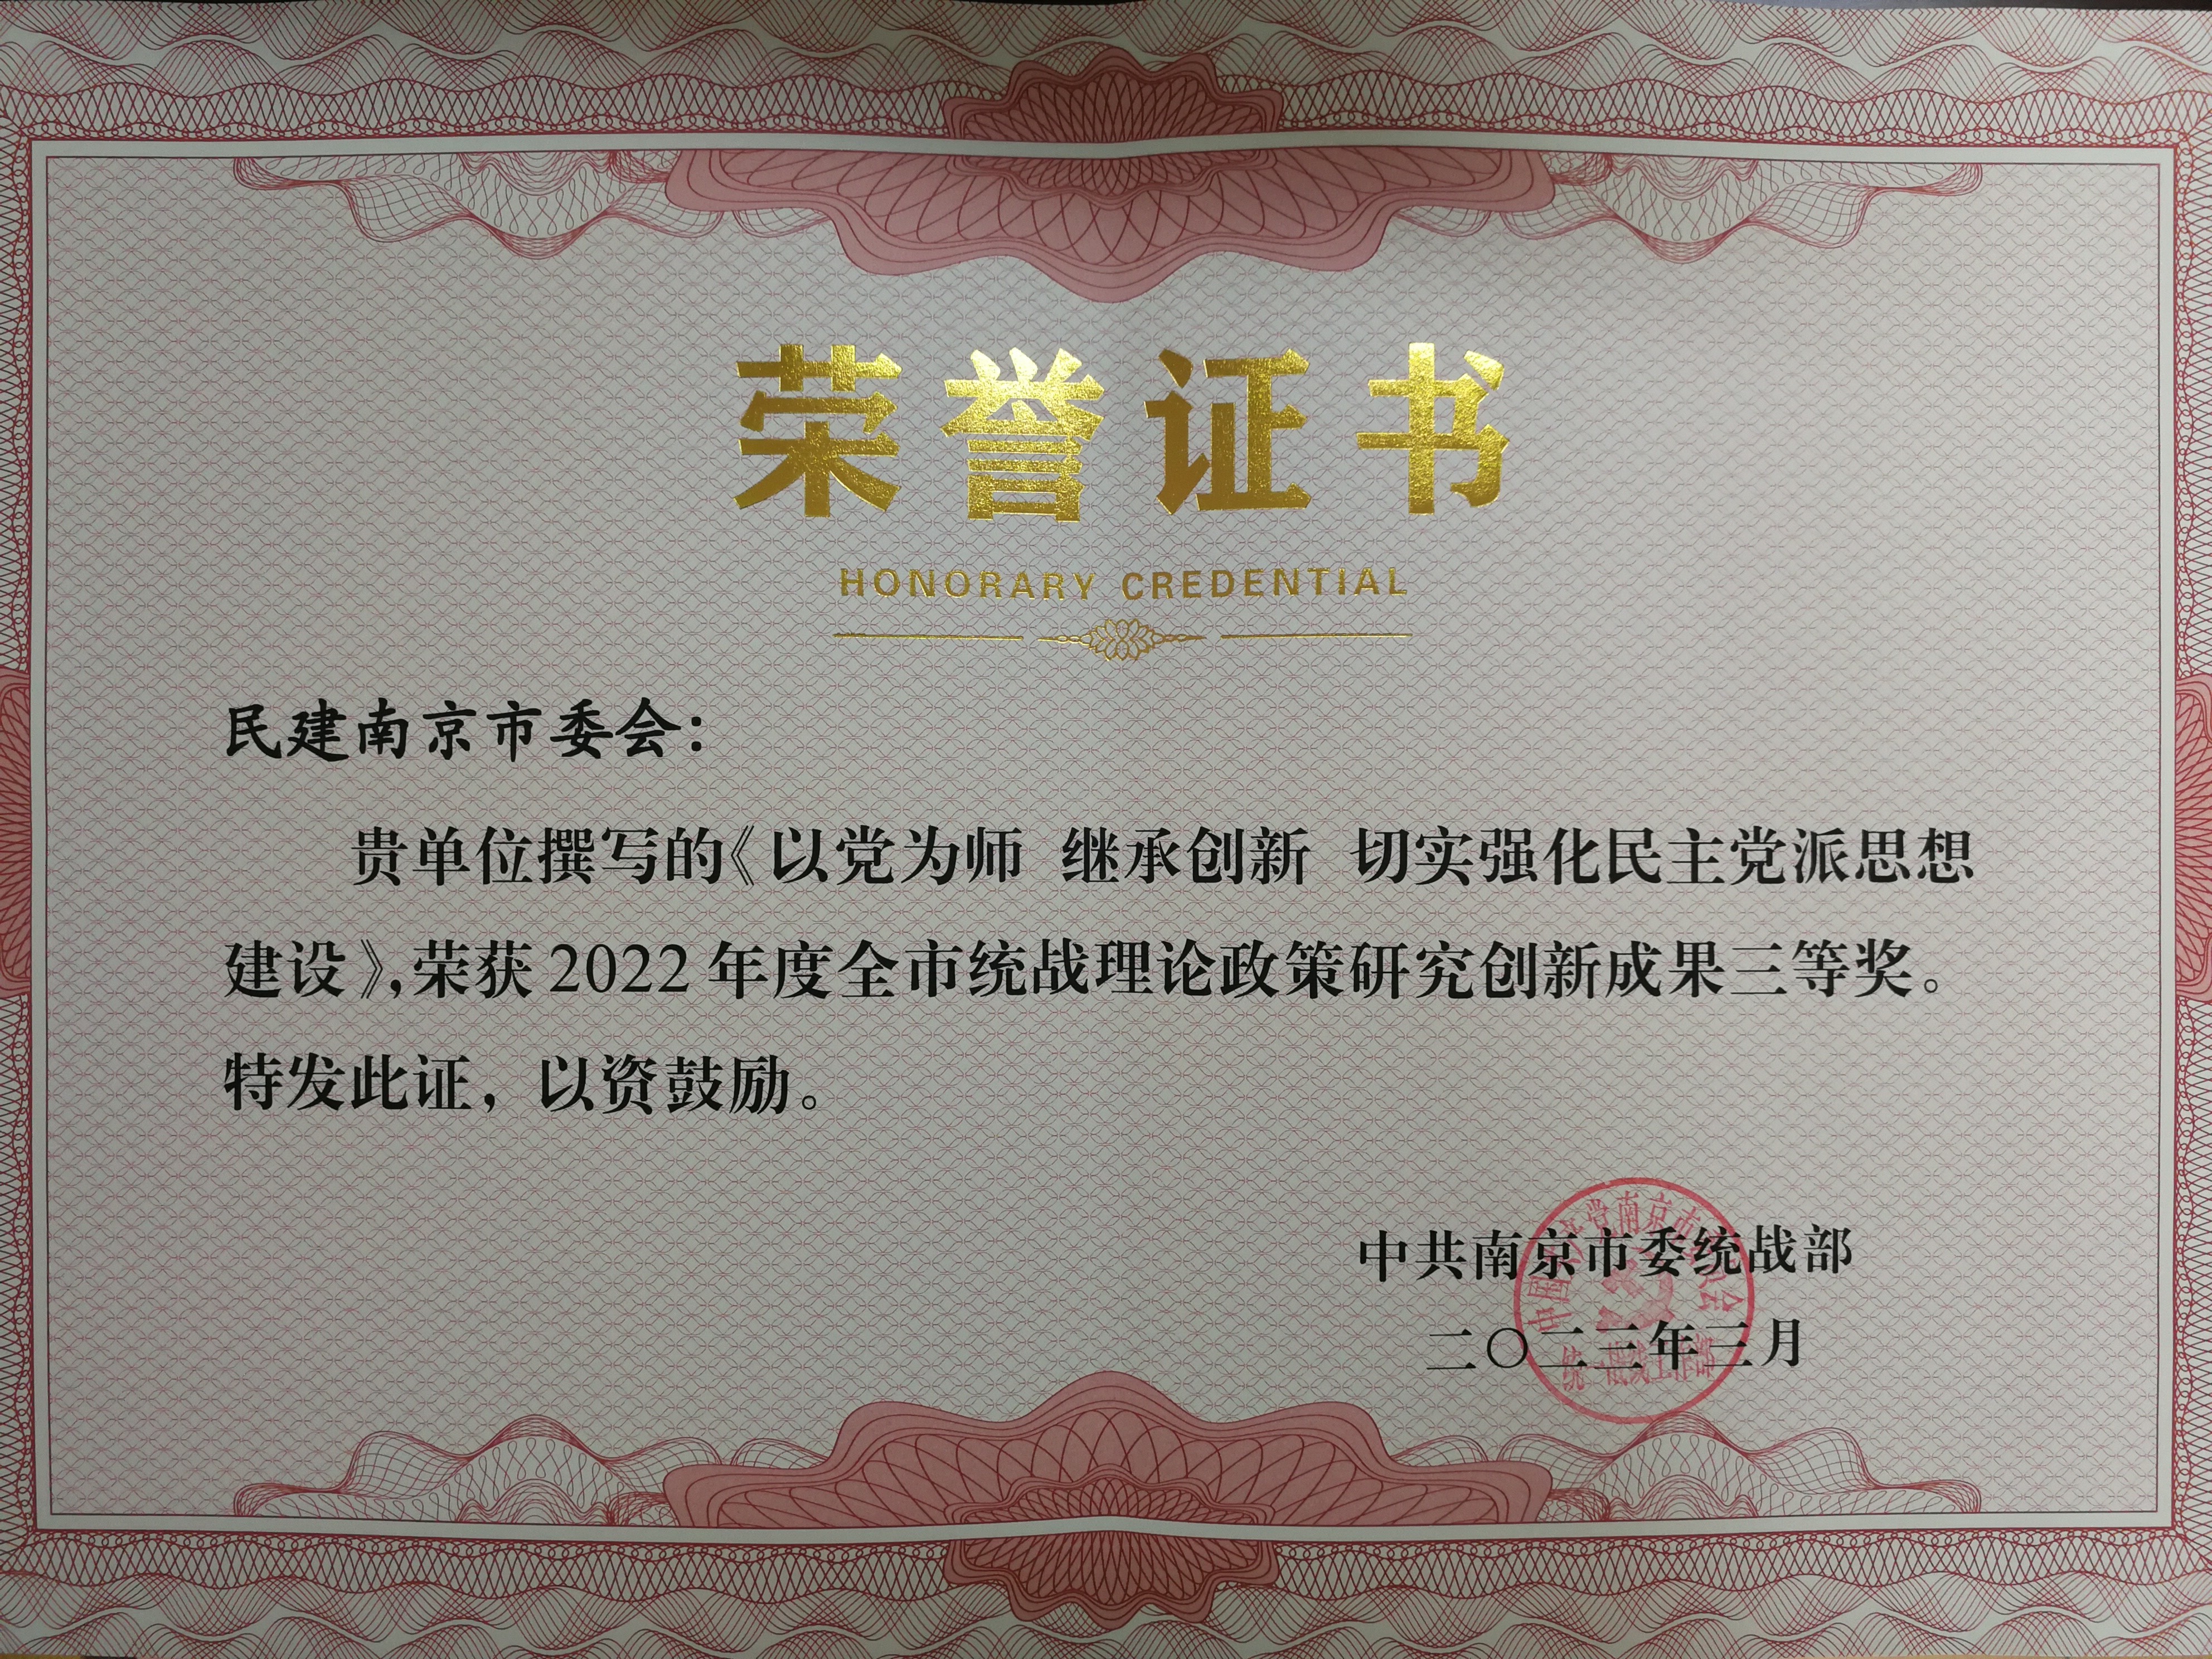 荣誉证书
HONORARY CREDENTIAL
民建南京市委会：
贵单位撰写的《以党为师 继承创新 切实强化民主党派思想
建设》,荣获2022年度全市统战理论政策研究创新成果三等奖。
特发此证，以资鼓励。
中共南京市委统战部
二〇二三年三月